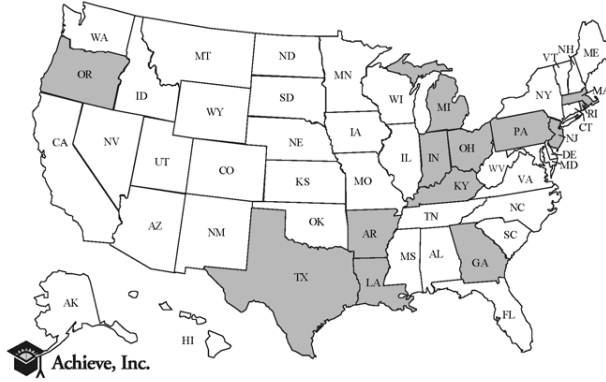 WA
MT
ND
MN
VT
NH
ME
OR
ID
SD
WI
MI
NY
MA
WY
RI
CT
IA
PA
NJ
NV
NE
IL
IN
OH
DE
MD
CA
UT
CO
WV
VA
KS
MO
KY
NC
TN
AZ
NM
OK
AR
SC
MS
AL
GA
TX
LA
AK
FL
HI
Achieve, Inc.